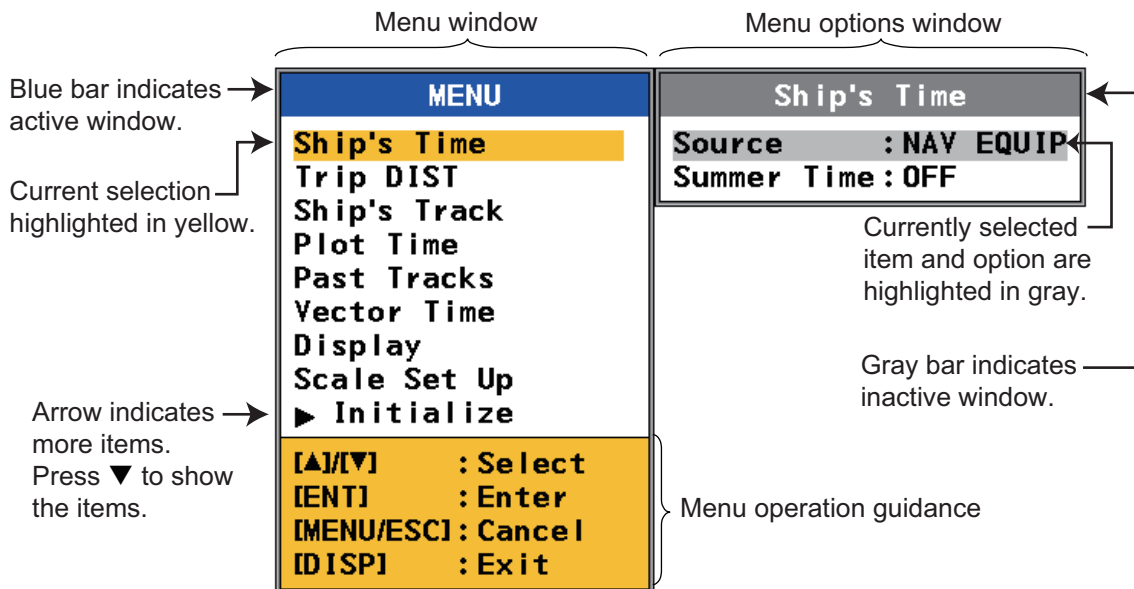 Menu window
Menu options window
Blue bar indicates
active window.
Current selection
highlighted in yellow.
MENU
Ship's Time
Trip DIST
Ship's Track
Plot Time
Past Tracks
Vector Time
Display
Scale Set Up
▶ Initialize
Arrow indicates
more items.
Press ▼ to show
the items.
[▲]/[▼] :Select
[ENT] :Enter
[MENU/ESC]:Cancel
[DISP] :Exit
Menu operation guidance
Ship's Time
Source :NAV EQUIP
Summer Time:OFF
Currently selected
item and option are
highlighted in gray.
Gray bar indicates
inactive window.